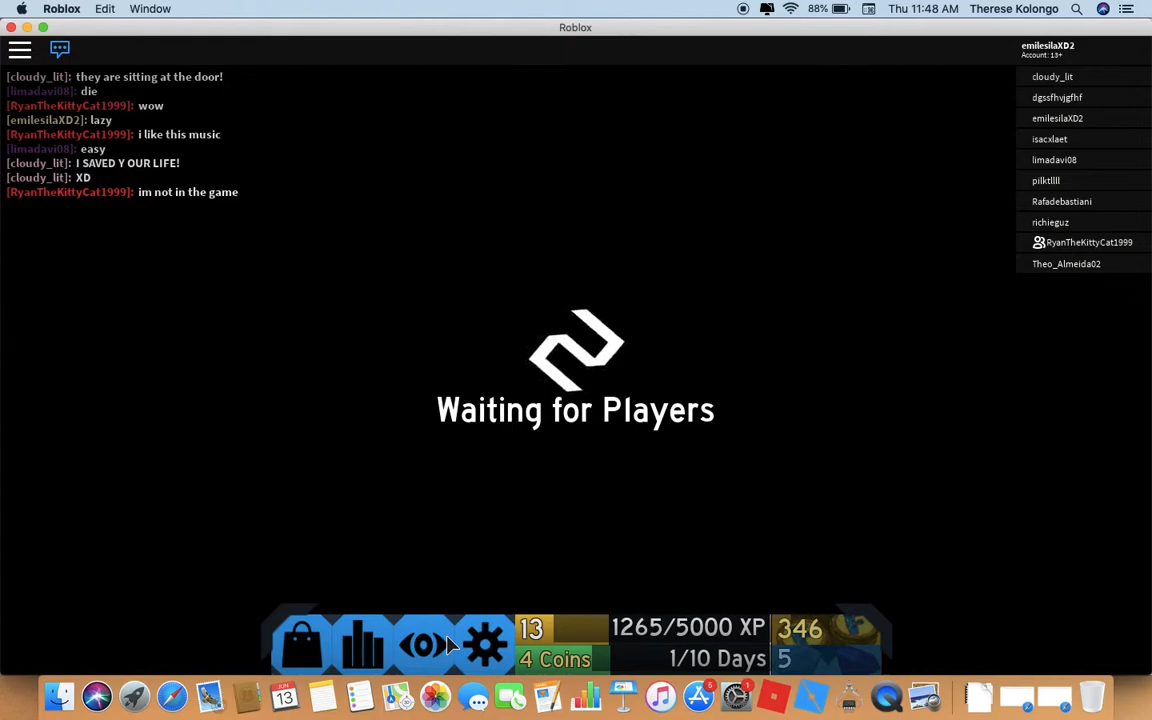 Roblox Edit Window 88% Thu 11:48 AM Therese Kolongo
Roblox
emilesilaXD2
Account: 13+
[cloudy_lit]: they are sitting at the door!
[limadavi08]: die
[RyanTheKittyCat1999]: wow
[emilesilaXD2]: lazy
[RyanTheKittyCat1999]: i like this music
[limadavi08]: easy
[cloudy_lit]: I SAVED Y OUR LIFE!
[cloudy_lit]: XD
[RyanTheKittyCat1999]: im not in the game
cloudy_lit
dgssfhvjgfhf
emilesilaXD2
isacxlaet
limadavi08
pilktllll
Rafadebastiani
richieguz
RyanTheKittyCat1999
Theo_Almeida02
Waiting for Players
13 1265/5000 XP 346
4 Coins 1/10 Days 5
JUN
13
5
1